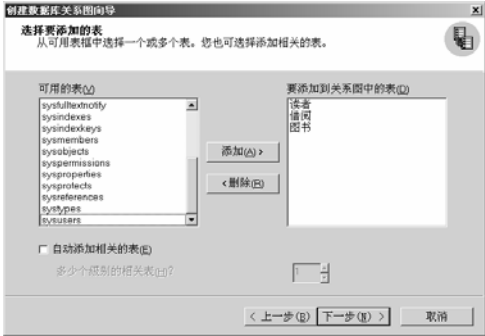 创建数据库关系图向导
选择要添加的表
从可用表框中选择一个或多个表。您也可选择添加相关的表。
可用的表(V)
要添加到关系图中的表(D)
sysfulltextnotify
sysindexes
sysindexkeys
sysmembers
sysobjects
syspermissions
sysproperties
sysprotects
sysreferences
systypes
sysusers
读者
借阅
图书
添加(A) >
< 删除(R)
自动添加相关的表(E)
多少个级别的相关表(H)?
1
< 上一步(B)
下一步(N) >
取消